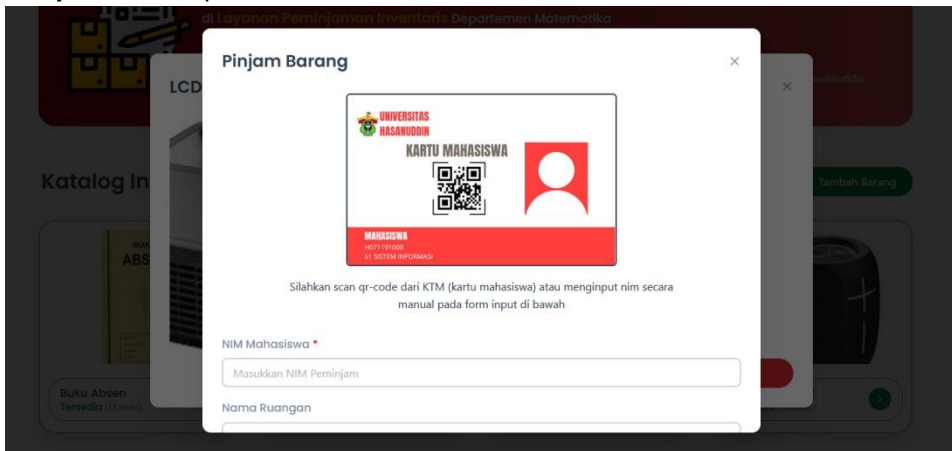 di Layanan Peminjaman Inventaris Departemen Matematika
Pinjam Barang
LCD
UNIVERSITAS
HASANUDDIN
KARTU MAHASISWA
MAHASISWA
H071191000
S1 SISTEM INFORMASI
Silahkan scan qr-code dari KTM (kartu mahasiswa) atau menginput nim secara
manual pada form input di bawah
NIM Mahasiswa *
Masukkan NIM Peminjam
Nama Ruangan
Katalog In
Tambah Barang
BUK
ABS
Buku Absen
Tersedia
asanuddin